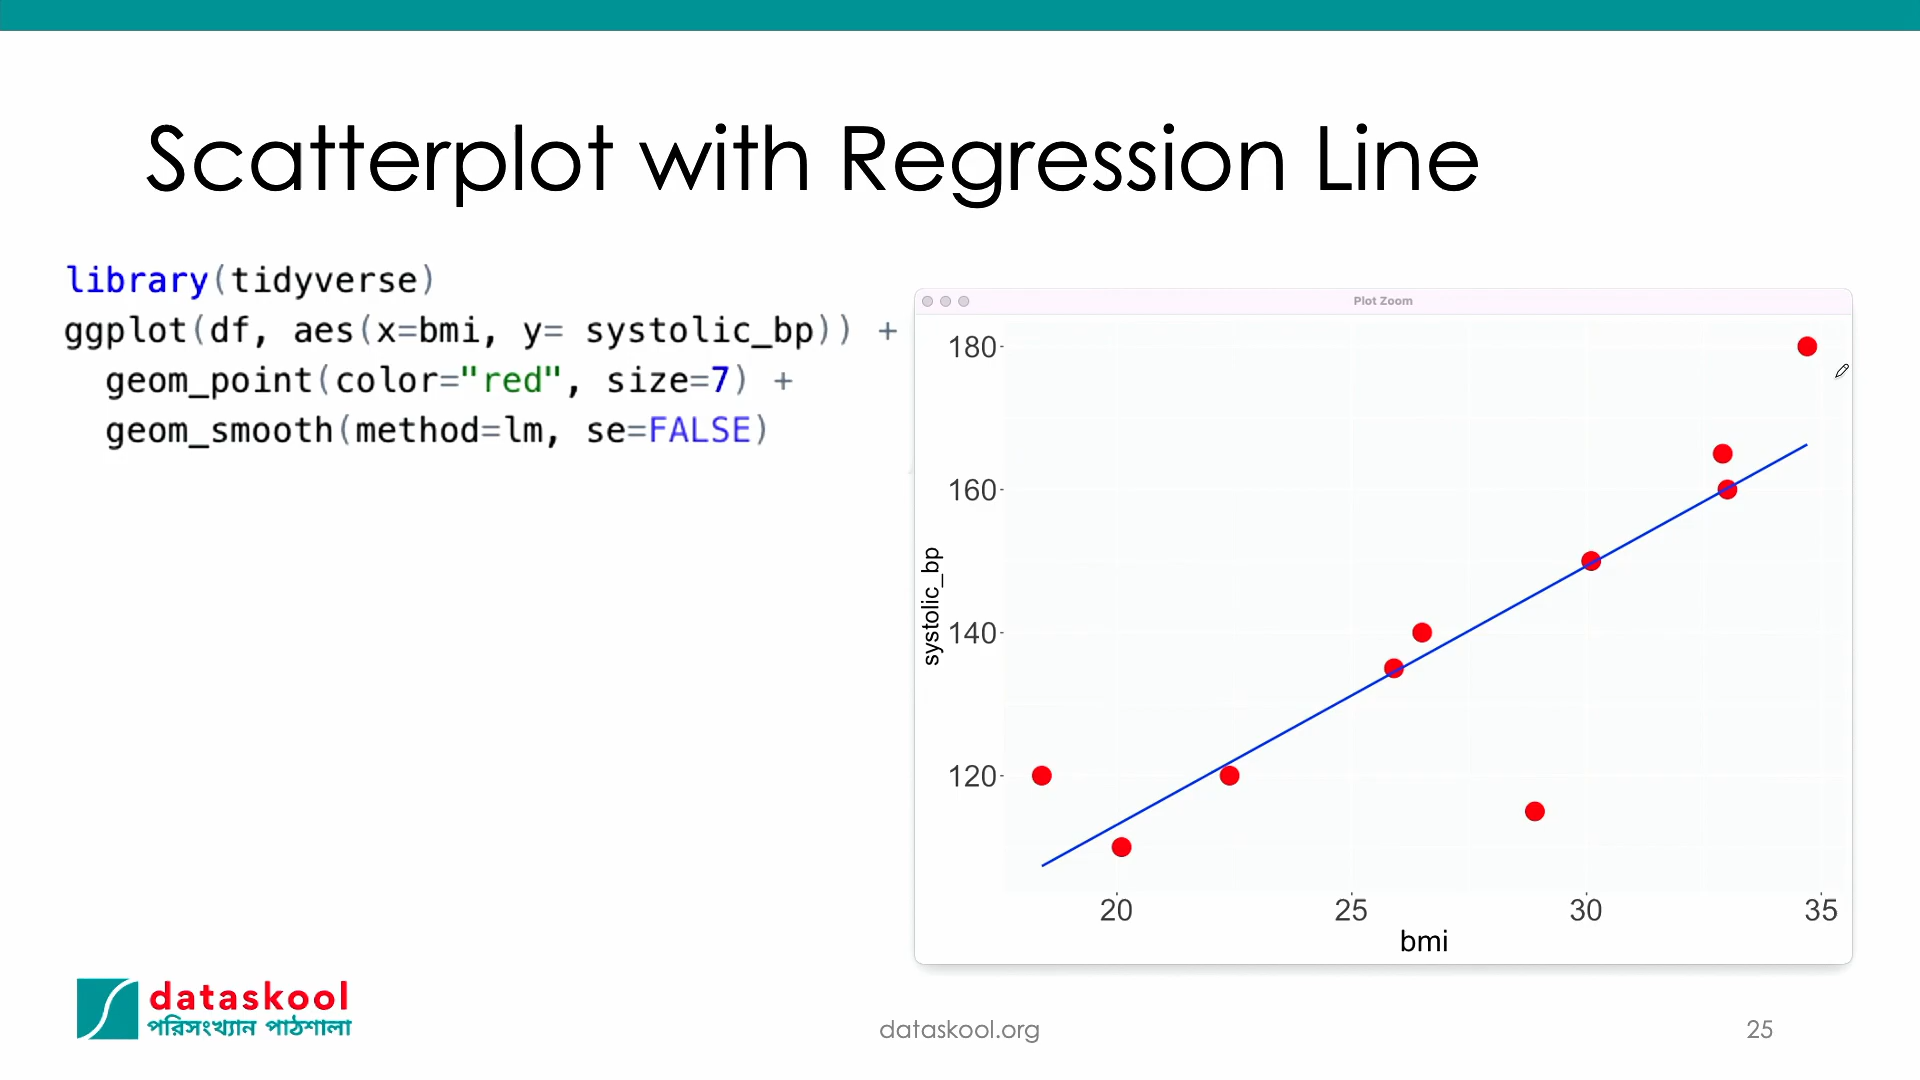 Scatterplot with Regression Line
library(tidyverse)
ggplot(df, aes(x=bmi, y= systolic_bp)) +
  geom_point(color="red", size=7) +
  geom_smooth(method=lm, se=FALSE)
Plot Zoom
180
160
140
120
systolic_bp
20 25 30 35
bmi
dataskool
পরিসংখ্যান পাঠশালা
dataskool.org
25